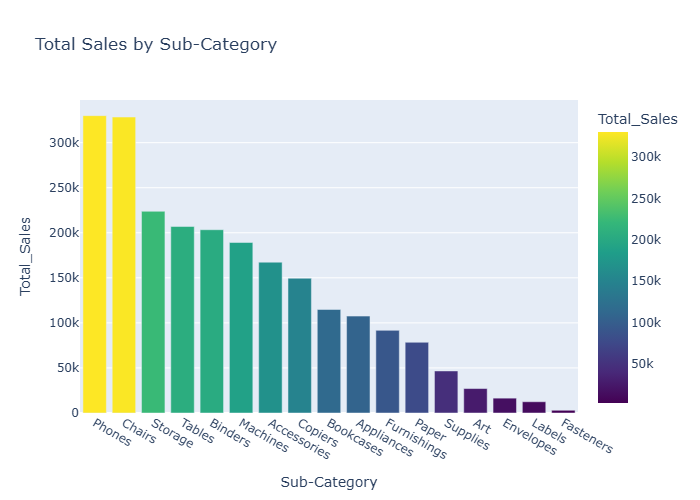 Total Sales by Sub-Category
Total_Sales
300k
250k
200k
150k
100k
50k
0
Phones
Chairs
Storage
Tables
Binders
Machines
Accessories
Copiers
Bookcases
Appliances
Furnishings
Paper
Supplies
Art
Envelopes
Labels
Fasteners
Sub-Category
Total_Sales
300k
250k
200k
150k
100k
50k